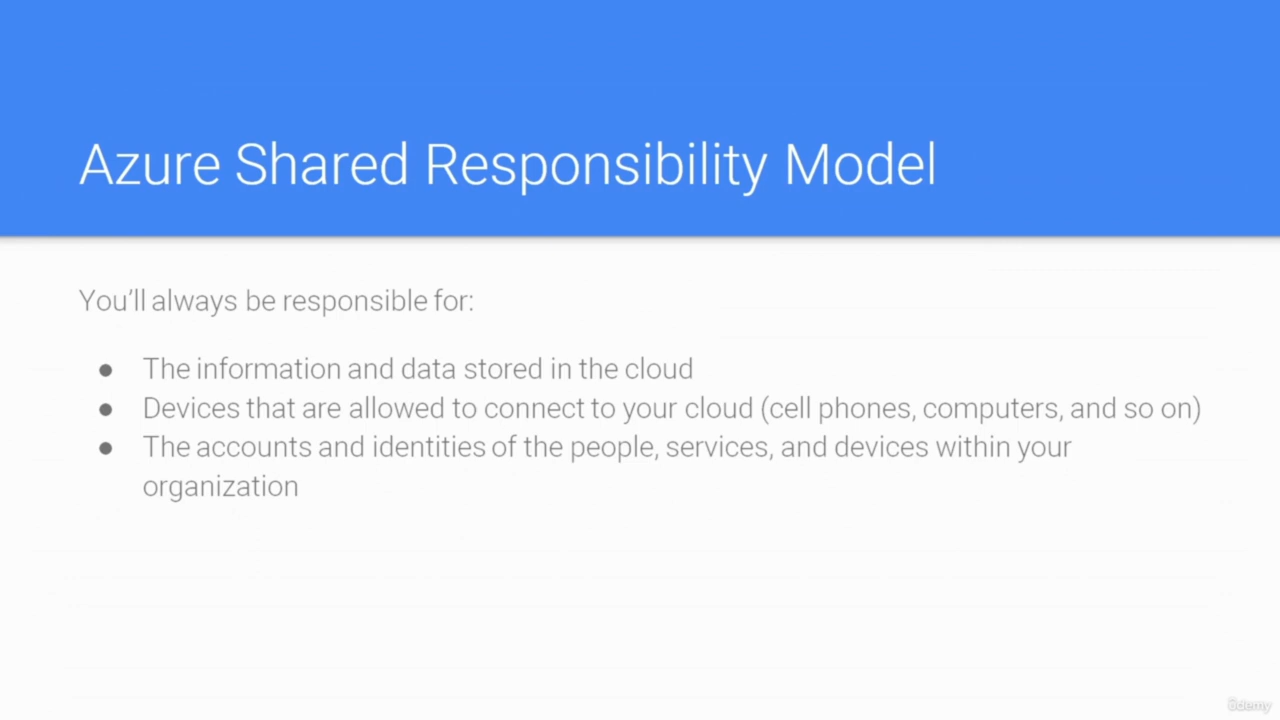 Azure Shared Responsibility Model
You’ll always be responsible for:
● The information and data stored in the cloud
● Devices that are allowed to connect to your cloud (cell phones, computers, and so on)
● The accounts and identities of the people, services, and devices within your
organization
ûdemy